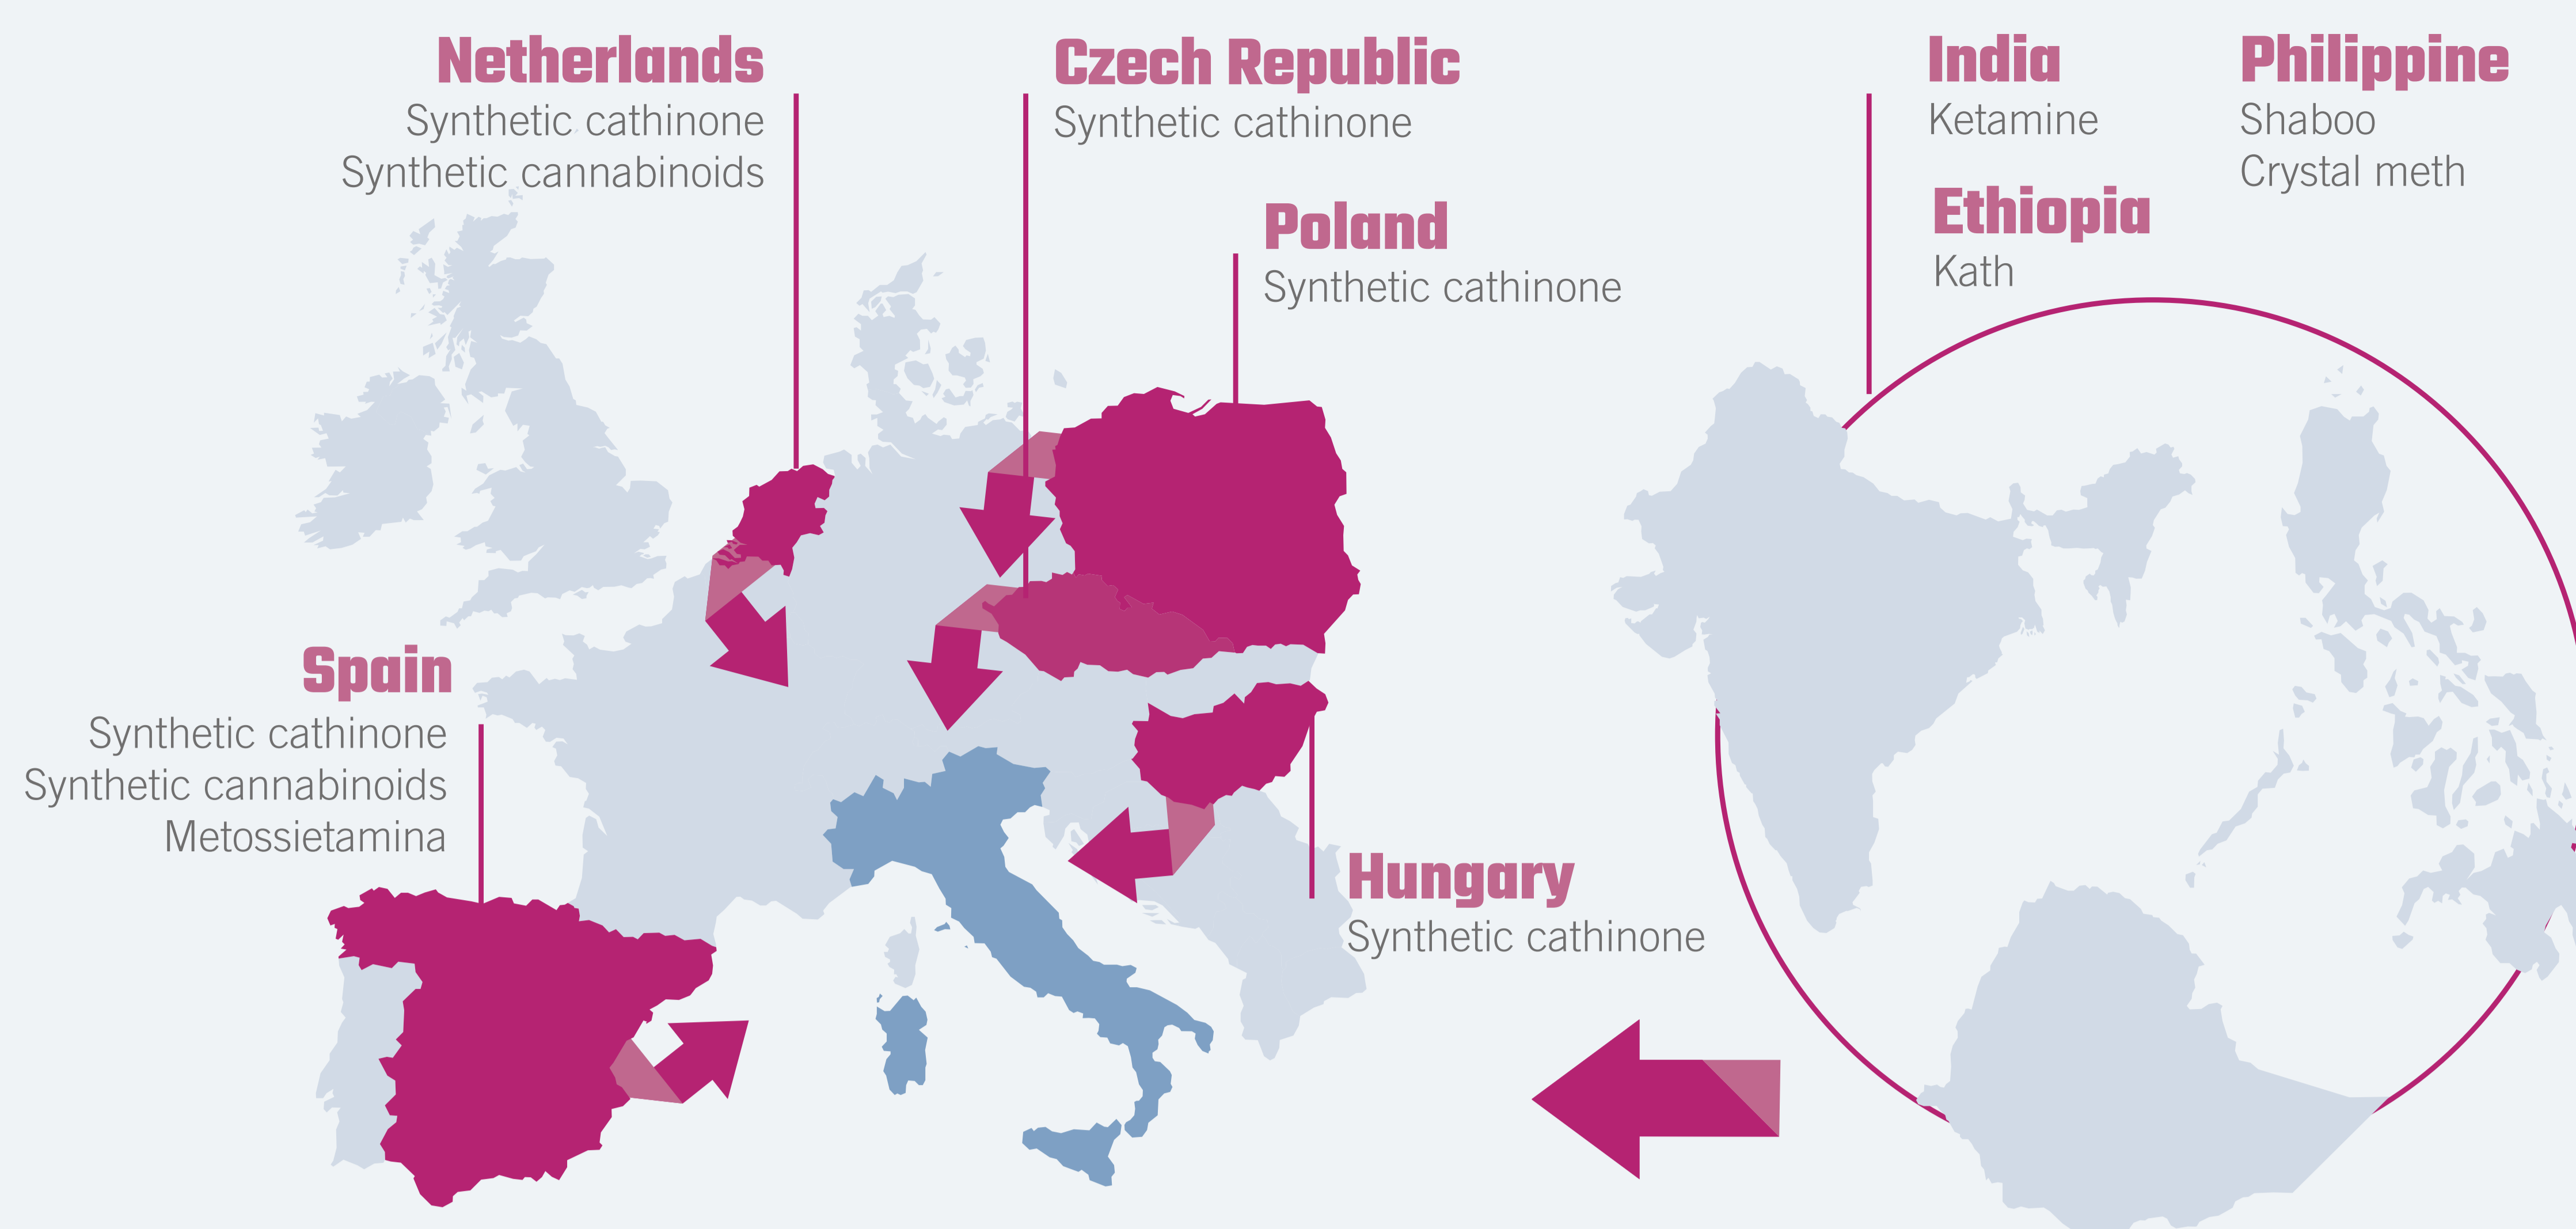 Netherlands
Synthetic cathinone
Synthetic cannabinoids
Czech Republic
Synthetic cathinone
Poland
Synthetic cathinone
India
Ketamine
Ethiopia
Kath
Philippine
Shaboo
Crystal meth
Spain
Synthetic cathinone
Synthetic cannabinoids
Metossietamina
Hungary
Synthetic cathinone